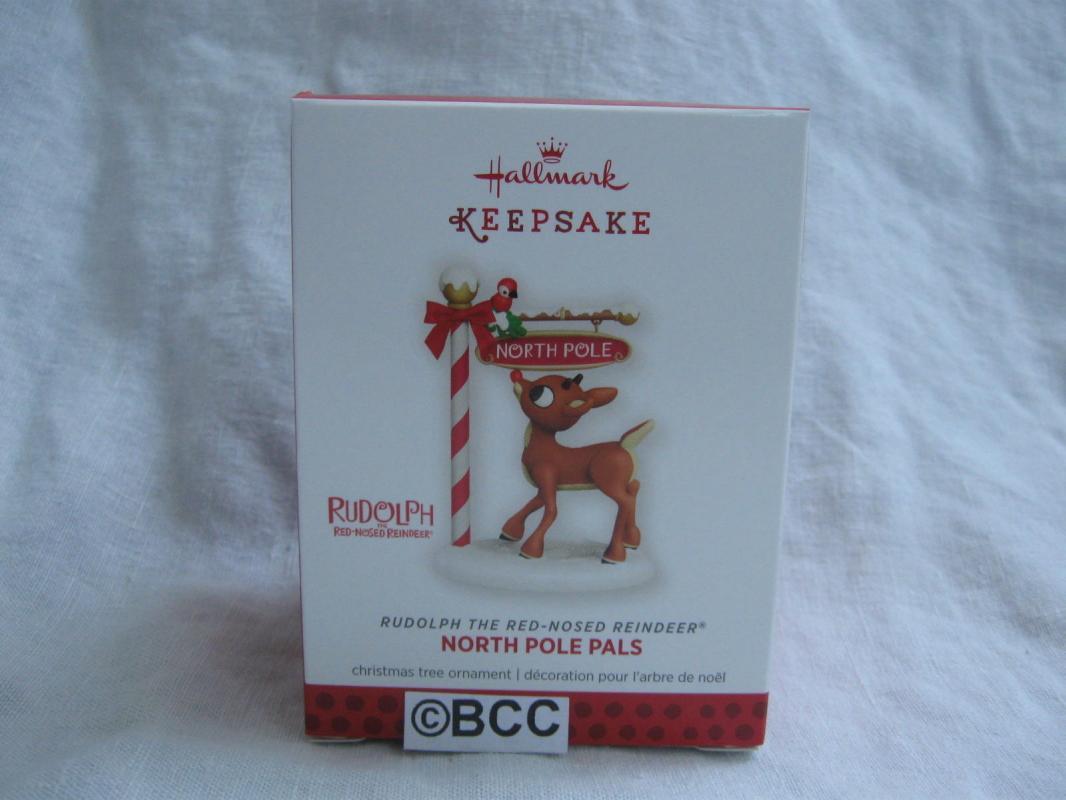 Hallmark
KEEPSAKE
NORTH POLE
RUDOLPH
THE
RED-NOSED REINDEER®
RUDOLPH THE RED-NOSED REINDEER®
NORTH POLE PALS
christmas tree ornament | décoration pour l'arbre de noël
©BCC